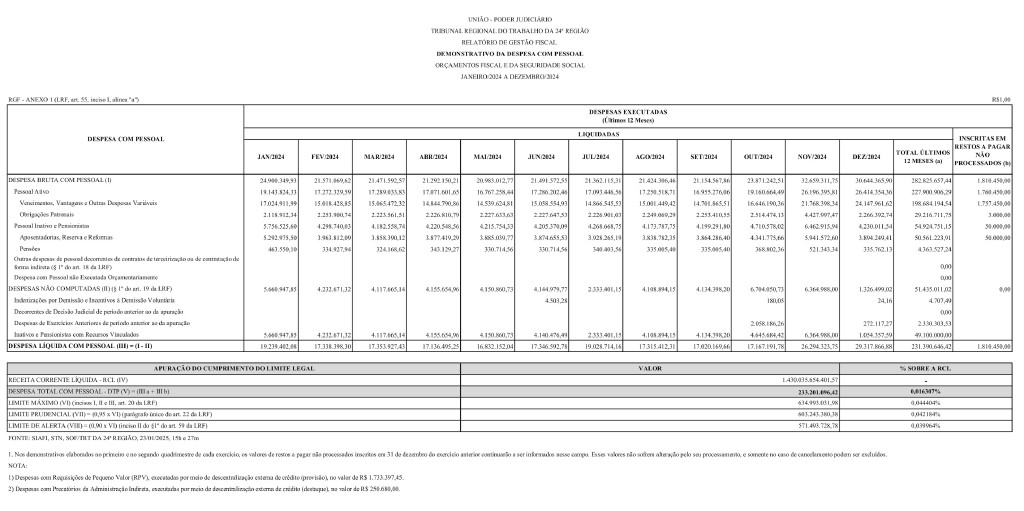 UNIÃO - PODER JUDICIÁRIO
TRIBUNAL REGIONAL DO TRABALHO DA 24ª REGIÃO
RELATÓRIO DE GESTÃO FISCAL
DEMONSTRATIVO DA DESPESA COM PESSOAL
ORÇAMENTOS FISCAL E DA SEGURIDADE SOCIAL
JANEIRO/2024 A DEZEMBRO/2024
RGF - ANEXO 1 (LRF, art. 55, inciso I, alínea "a") R$1,00
DESPESA COM PESSOAL
DESPESAS EXECUTADAS
(Últimos 12 Meses)
LIQUIDADAS
INSCRITAS EM RESTOS A PAGAR NÃO PROCESSADOS (b)
JAN/2024 FEV/2024 MAR/2024 ABR/2024 MAI/2024 JUN/2024 JUL/2024 AGO/2024 SET/2024 OUT/2024 NOV/2024 DEZ/2024 TOTAL ÚLTIMOS 12 MESES (a)
DESPESA BRUTA COM PESSOAL (I) 24.900.349,93 21.571.069,62 21.471.592,57 21.292.150,21 20.983.012,77 21.491.572,55 21.362.115,31 21.424.306,46 21.154.567,86 23.871.242,51 32.659.311,75 30.644.365,90 282.825.657,44 1.810.450,00
Pessoal Ativo 19.143.824,33 17.272.329,59 17.289.033,83 17.071.601,65 16.767.258,44 17.286.202,46 17.093.446,56 17.250.518,71 16.955.276,06 19.160.664,49 26.196.395,81 26.414.354,36 227.900.906,29 1.760.450,00
Vencimentos, Vantagens e Outras Despesas Variáveis 17.024.911,99 15.018.428,85 15.065.472,32 14.844.790,86 14.539.624,81 15.058.554,93 14.866.545,53 15.001.449,42 14.701.865,51 16.646.190,36 21.768.398,34 24.147.961,62 198.684.194,54 1.757.450,00
Obrigações Patronais 2.118.912,34 2.253.900,74 2.223.561,51 2.226.810,79 2.227.633,63 2.227.647,53 2.226.901,03 2.249.069,29 2.253.410,55 2.514.474,13 4.427.997,47 2.266.392,74 29.216.711,75 3.000,00
Pessoal Inativo e Pensionistas 5.756.525,60 4.298.740,03 4.182.558,74 4.220.548,56 4.215.754,33 4.205.370,09 4.268.668,75 4.173.787,75 4.199.291,80 4.710.578,02 6.462.915,94 4.230.011,54 54.924.751,15 50.000,00
Aposentadorias, Reserva e Reformas 5.292.975,50 3.963.812,09 3.858.390,12 3.877.419,29 3.885.039,77 3.874.655,53 3.928.265,19 3.838.782,35 3.864.286,40 4.341.775,66 5.941.572,60 3.894.249,41 50.561.223,91 50.000,00
Pensões 463.550,10 334.927,94 324.168,62 343.129,27 330.714,56 330.714,56 340.403,56 335.005,40 335.005,40 368.802,36 521.343,34 335.762,13 4.363.527,24
Outras despesas de pessoal decorrentes de contratos de terceirização ou de contratação de
forma indireta (§ 1º do art. 18 da LRF) 0,00
Despesa com Pessoal não Executada Orçamentariamente 0,00
DESPESAS NÃO COMPUTADAS (II) (§ 1º do art. 19 da LRF) 5.660.947,85 4.232.671,32 4.117.665,14 4.155.654,96 4.150.860,73 4.144.979,77 2.333.401,15 4.108.894,15 4.134.398,20 6.704.050,73 6.364.988,00 1.326.499,02 51.435.011,02 0,00
Indenizações por Demissão e Incentivos à Demissão Voluntária 4.503,28 180,05 24,16 4.707,49
Decorrentes de Decisão Judicial de período anterior ao da apuração 0,00
Despesas de Exercícios Anteriores de período anterior ao da apuração 2.058.186,26 272.117,27 2.330.303,53
Inativos e Pensionistas com Recursos Vinculados 5.660.947,85 4.232.671,32 4.117.665,14 4.155.654,96 4.150.860,73 4.140.476,49 2.333.401,15 4.108.894,15 4.134.398,20 4.645.684,42 6.364.988,00 1.054.357,59 49.100.000,00
DESPESA LÍQUIDA COM PESSOAL (III) = (I - II) 19.239.402,08 17.338.398,30 17.353.927,43 17.136.495,25 16.832.152,04 17.346.592,78 19.028.714,16 17.315.412,31 17.020.169,66 17.167.191,78 26.294.323,75 29.317.866,88 231.390.646,42 1.810.450,00
APURAÇÃO DO CUMPRIMENTO DO LIMITE LEGAL VALOR % SOBRE A RCL
RECEITA CORRENTE LÍQUIDA - RCL (IV) 1.430.035.654.401,57 -
DESPESA TOTAL COM PESSOAL - DTP (V) = (III a + III b) 233.201.096,42 0,016307%
LIMITE MÁXIMO (VI) (incisos I, II e III, art. 20 da LRF) 634.993.031,98 0,044404%
LIMITE PRUDENCIAL (VII) = (0,95 x VI) (parágrafo único do art. 22 da LRF) 603.243.380,38 0,042184%
LIMITE DE ALERTA (VIII) = (0,90 x VI) (inciso II do §1º do art. 59 da LRF) 571.493.728,78 0,039964%
FONTE: SIAFI, STN, SOF/TRT DA 24ª REGIÃO, 23/01/2025, 15h e 27m
1. Nos demonstrativos elaborados no primeiro e no segundo quadrimestre de cada exercício, os valores de restos a pagar não processados inscritos em 31 de dezembro do exercício anterior continuarão a ser informados nesse campo. Esses valores não sofrem alteração pelo seu processamento, e somente no caso de cancelamento podem ser excluídos.
NOTA:
1) Despesas com Requisições de Pequeno Valor (RPV), executadas por meio de descentralização externa de crédito (provisão), no valor de R$ 1.733.397,45.
2) Despesas com Precatórios da Administração Indireta, executadas por meio de descentralização externa de crédito (destaque), no valor de R$ 250.680,00.